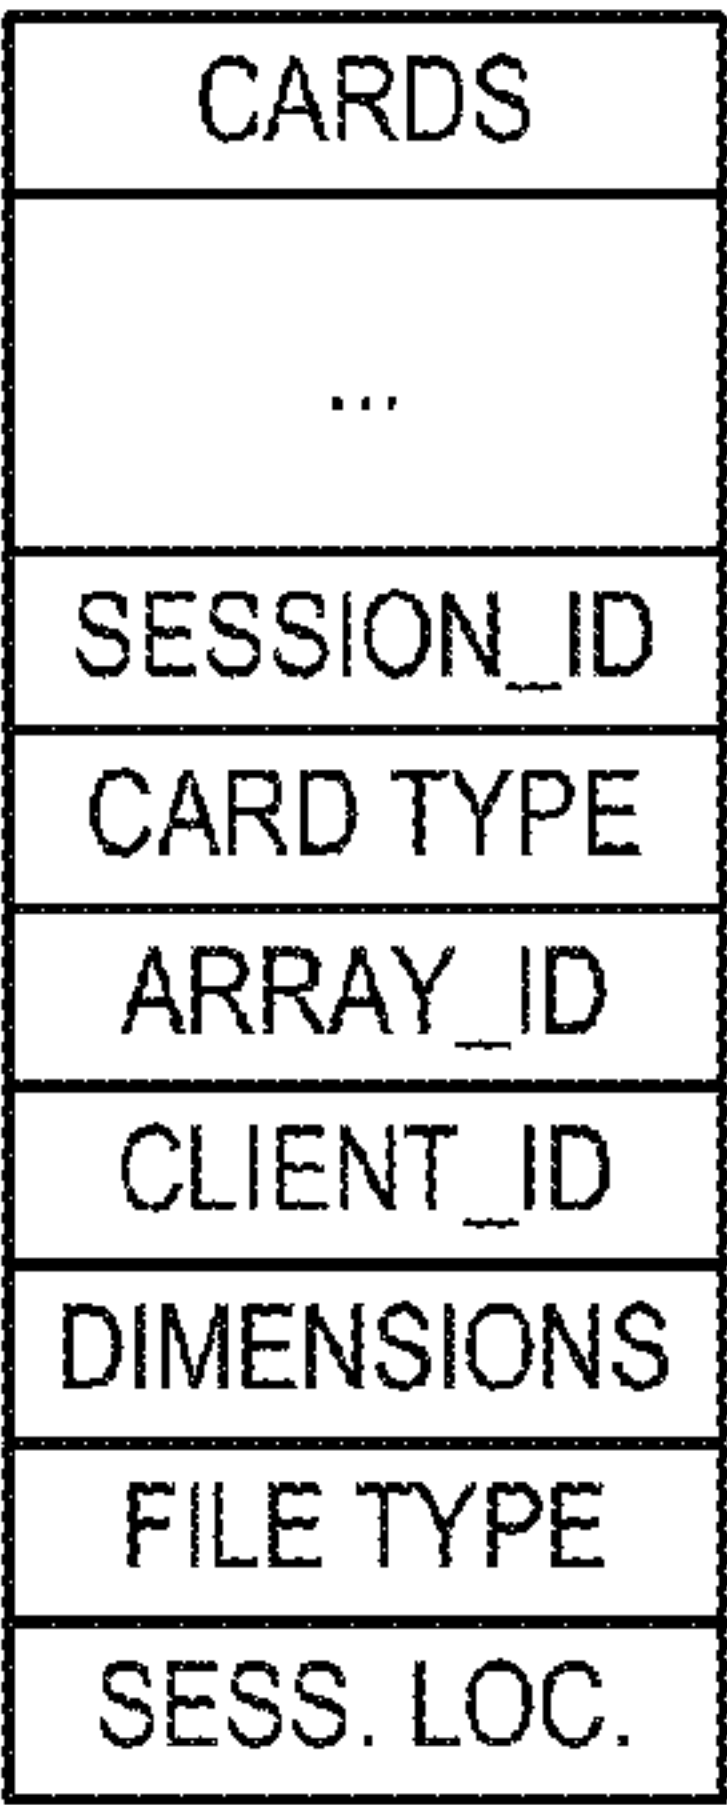 CARDS
...
SESSION_ID
CARD TYPE
ARRAY_ID
CLIENT_ID
DIMENSIONS
FILE TYPE
SESS. LOC.